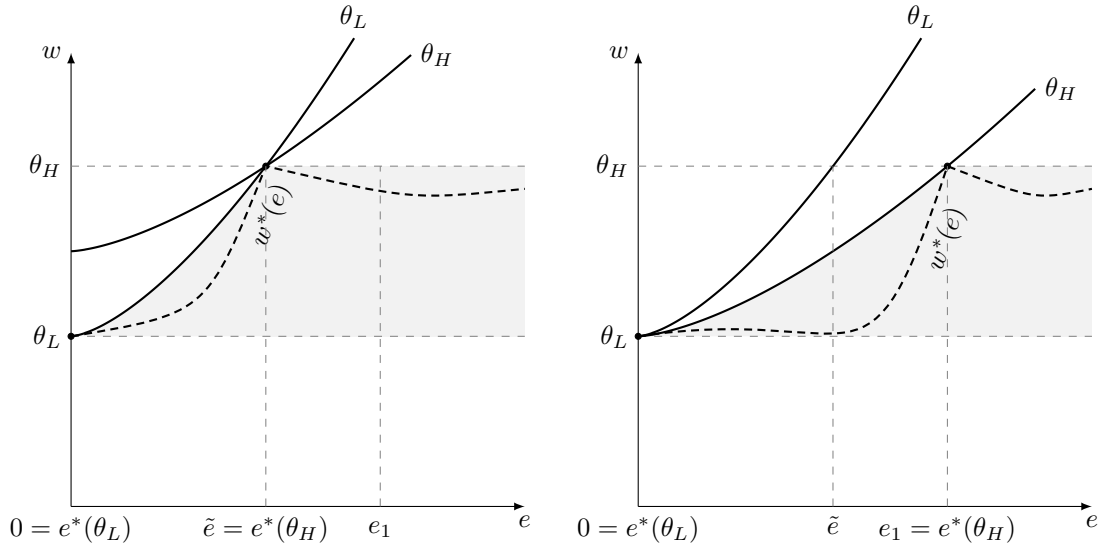 θ_L
w
θ_H
θ_H
w*(e)
θ_L
0 = e*(θ_L)
ẽ = e*(θ_H)
e_1
e
θ_L
w
θ_H
θ_H
w*(e)
θ_L
0 = e*(θ_L)
ẽ
e_1 = e*(θ_H)
e